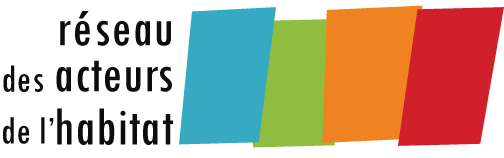 réseau
des acteurs
de l'habitat